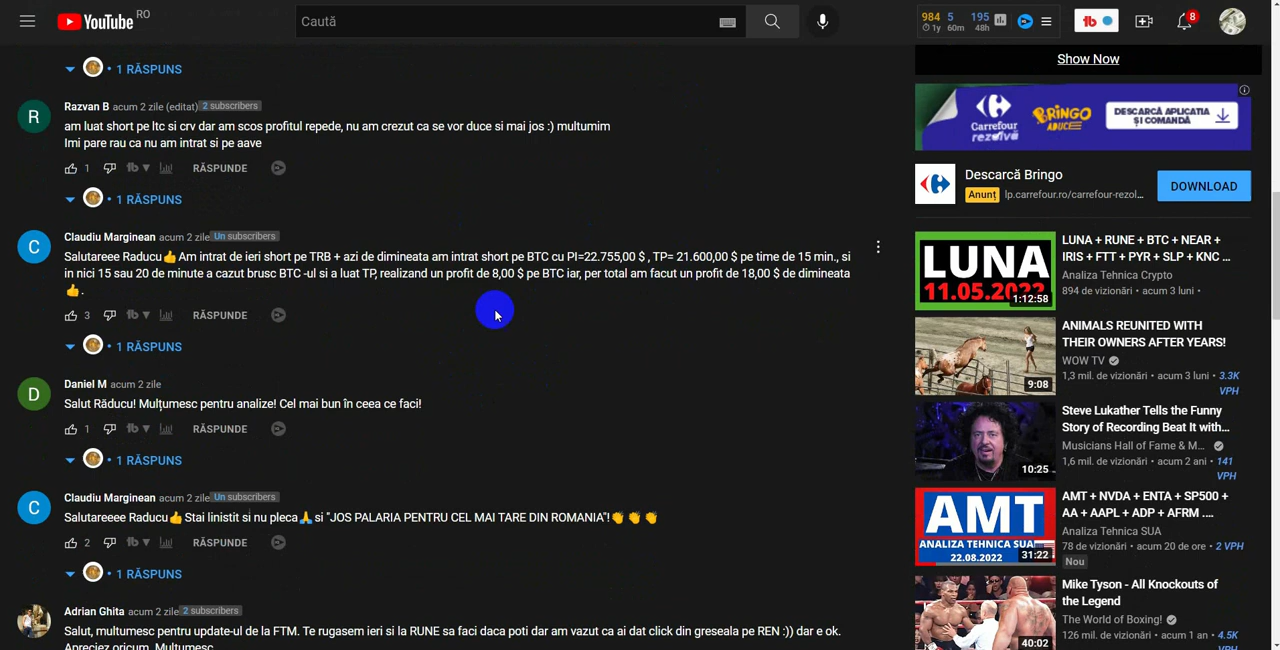 YouTube RO
Caută
984 5 195
1y 60m 48h
8
1 RĂSPUNS
Razvan B acum 2 zile (editat) 2 subscribers
am luat short pe ltc si crv dar am scos profitul repede, nu am crezut ca se vor duce si mai jos :) multumim
Imi pare rau ca nu am intrat si pe aave
1 RĂSPUNDE
1 RĂSPUNS
Claudiu Marginean acum 2 zile Un subscribers
Salutareee Raducu👍Am intrat de ieri short pe TRB + azi de dimineata am intrat short pe BTC cu PI=22.755,00 $ , TP= 21.600,00 $ pe time de 15 min., si
in nici 15 sau 20 de minute a cazut brusc BTC -ul si a luat TP, realizand un profit de 8,00 $ pe BTC iar, per total am facut un profit de 18,00 $ de dimineata
👍.
3 RĂSPUNDE
1 RĂSPUNS
Daniel M acum 2 zile
Salut Răducu! Mulțumesc pentru analize! Cel mai bun în ceea ce faci!
1 RĂSPUNDE
1 RĂSPUNS
Claudiu Marginean acum 2 zile Un subscribers
Salutareeee Raducu👍Stai linistit si nu pleca🙏si "JOS PALARIA PENTRU CEL MAI TARE DIN ROMANIA"!👏👏👏
2 RĂSPUNDE
1 RĂSPUNS
Adrian Ghita acum 2 zile 2 subscribers
Salut, multumesc pentru update-ul de la FTM. Te rugasem ieri si la RUNE sa faci daca poti dar am vazut ca ai dat click din greseala pe REN :)) dar e ok.
Apreciez oricum. Multumesc
Show Now
Carrefour
rezolvă
BRINGO
ADUCE
DESCARCĂ APLICAȚIA
ȘI COMANDĂ
Descarcă Bringo
Anunț lp.carrefour.ro/carrefour-rezol...
DOWNLOAD
LUNA
11.05.2022
1:12:58
LUNA + RUNE + BTC + NEAR +
IRIS + FTT + PYR + SLP + KNC ...
Analiza Tehnica Crypto
894 de vizionări • acum 3 luni •
9:08
ANIMALS REUNITED WITH
THEIR OWNERS AFTER YEARS!
WOW TV
1,3 mil. de vizionări • acum 3 luni • 3.3K
VPH
10:25
Steve Lukather Tells the Funny
Story of Recording Beat It with...
Musicians Hall of Fame & M...
1,6 mil. de vizionări • acum 2 ani • 141
VPH
AMT
ANALIZA TEHNICA SUA
22.08.2022
31:22
AMT + NVDA + ENTA + SP500 +
AA + AAPL + ADP + AFRM ....
Analiza Tehnica SUA
78 de vizionări • acum 20 de ore • 2 VPH
Nou
40:02
Mike Tyson - All Knockouts of
the Legend
The World of Boxing!
126 mil. de vizionări • acum 1 an • 4.5K
VPH